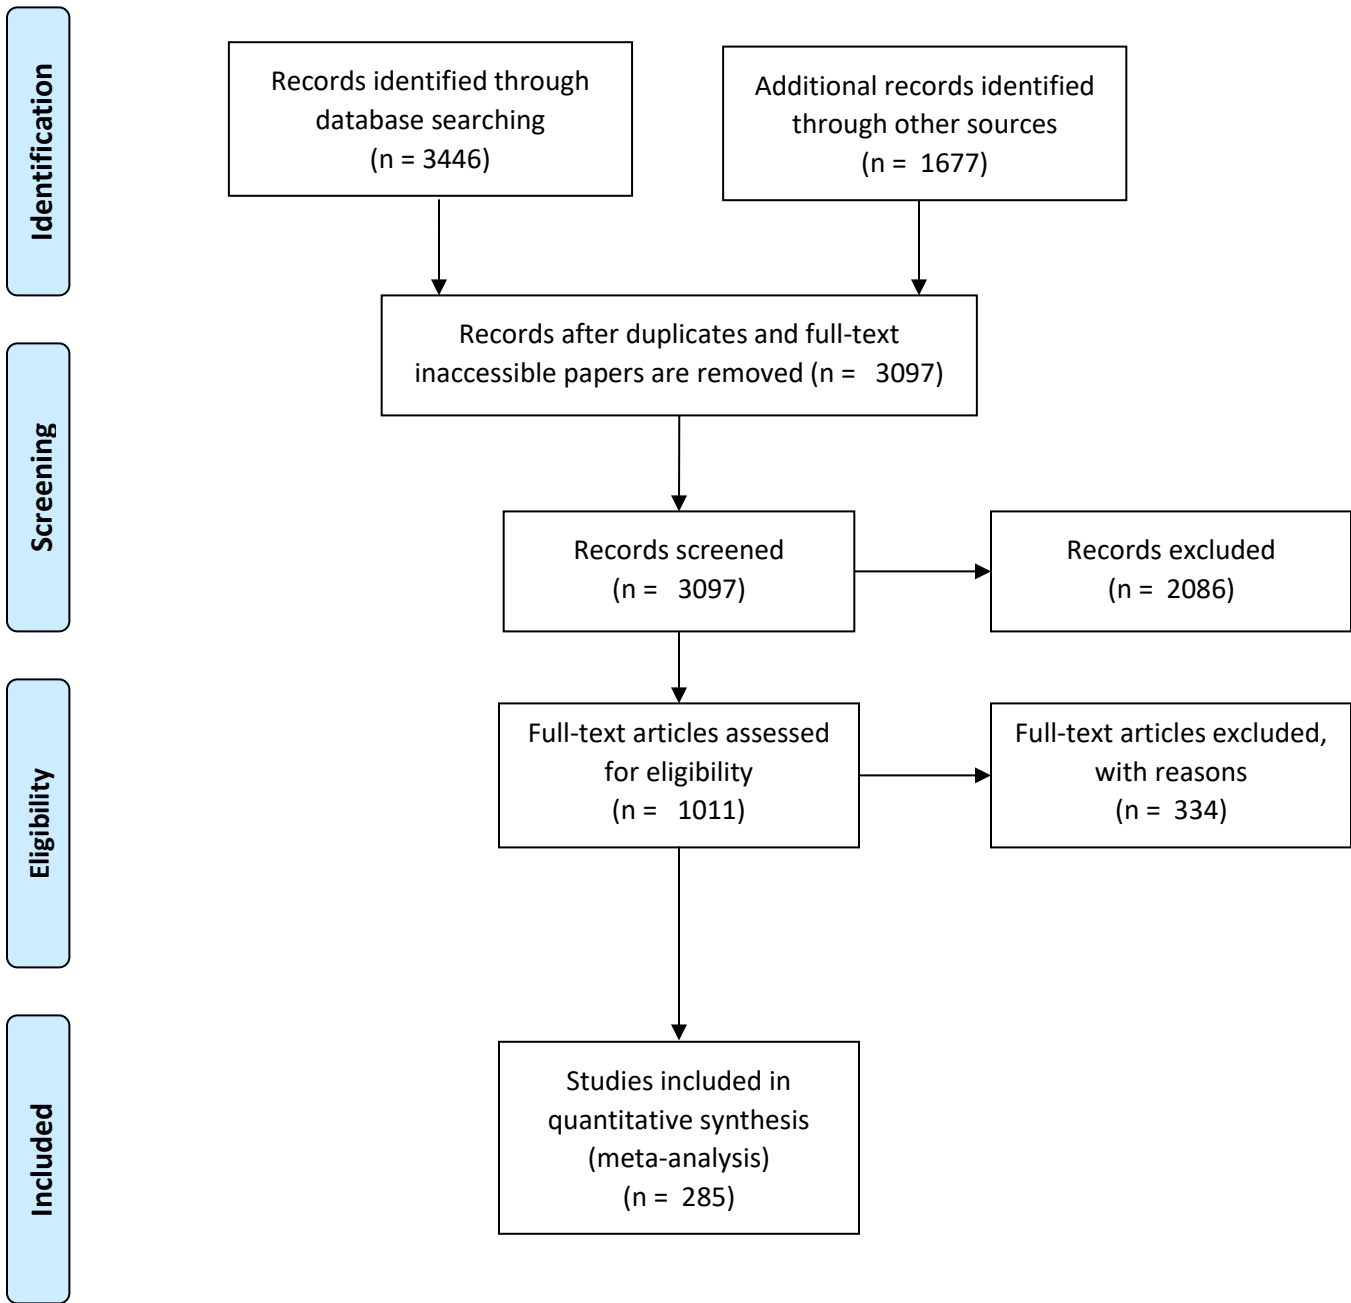 Identification
Records identified through
database searching
(n = 3446)
Additional records identified
through other sources
(n = 1677)
Records after duplicates and full-text
inaccessible papers are removed (n = 3097)
Screening
Records screened
(n = 3097)
Records excluded
(n = 2086)
Eligibility
Full-text articles assessed
for eligibility
(n = 1011)
Full-text articles excluded,
with reasons
(n = 334)
Included
Studies included in
quantitative synthesis
(meta-analysis)
(n = 285)